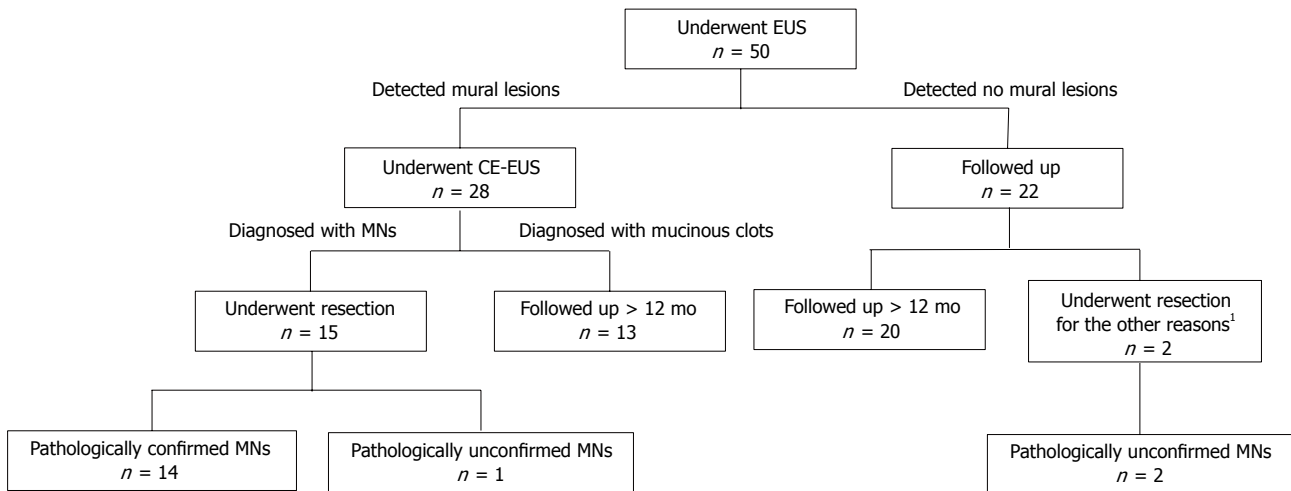 Underwent EUS
n = 50
Detected mural lesions
Detected no mural lesions
Underwent CE-EUS
n = 28
Followed up
n = 22
Diagnosed with MNs
Diagnosed with mucinous clots
Underwent resection
n = 15
Followed up > 12 mo
n = 13
Followed up > 12 mo
n = 20
Underwent resection
for the other reasons¹
n = 2
Pathologically confirmed MNs
n = 14
Pathologically unconfirmed MNs
n = 1
Pathologically unconfirmed MNs
n = 2